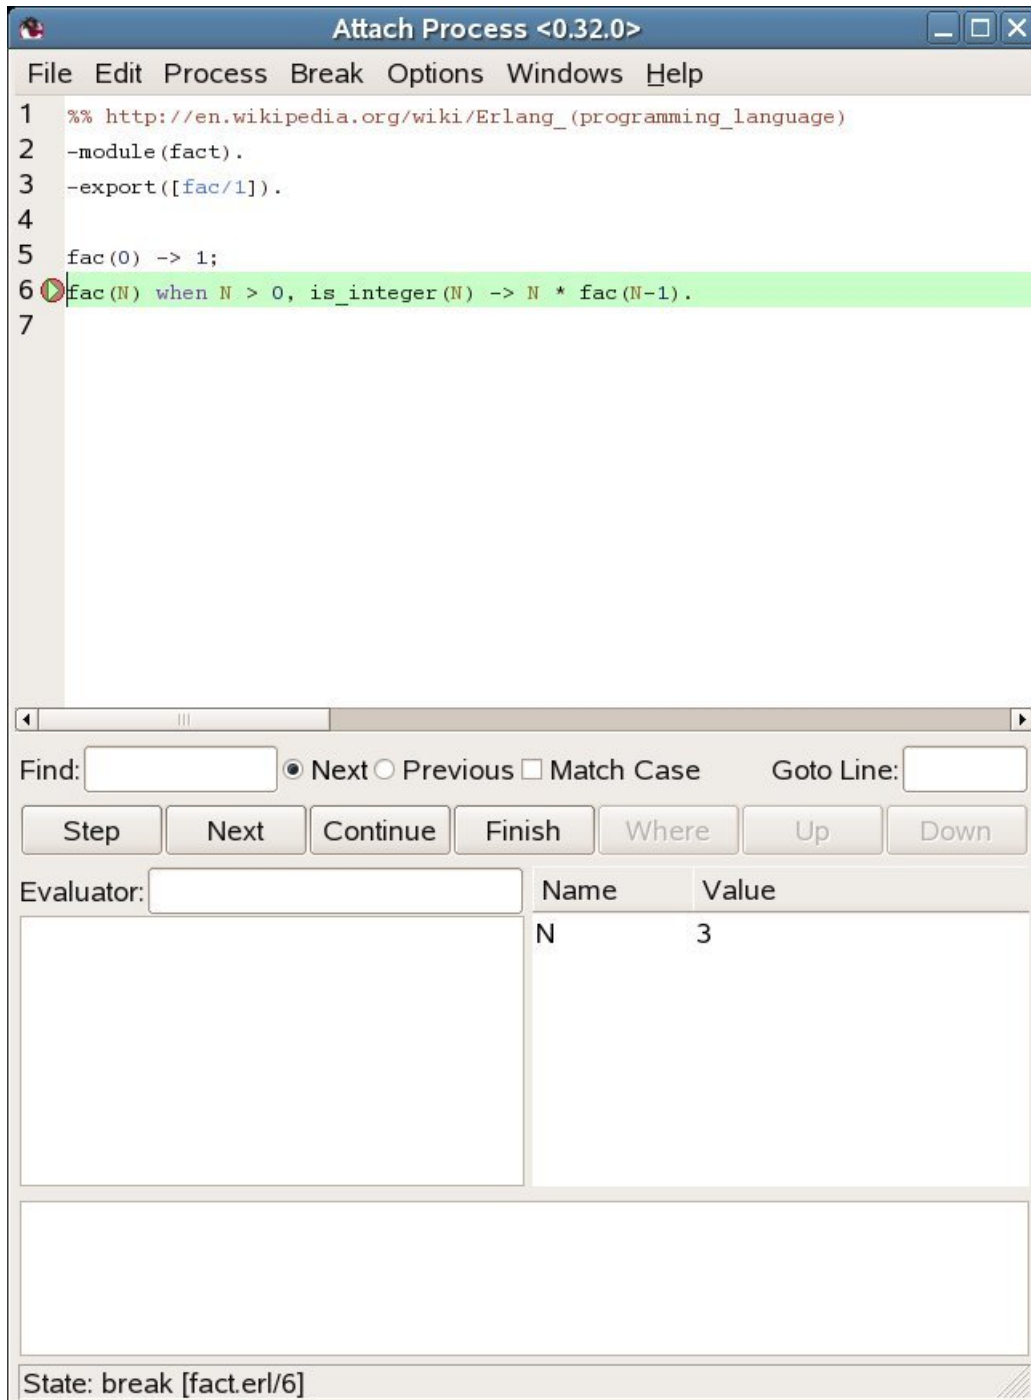 Attach Process <0.32.0>
File Edit Process Break Options Windows Help
1 %% http://en.wikipedia.org/wiki/Erlang_(programming_language)
2 -module(fact).
3 -export([fac/1]).
4
5 fac(0) -> 1;
6 fac(N) when N > 0, is_integer(N) -> N * fac(N-1).
7
Find: Next Previous Match Case Goto Line:
Step Next Continue Finish Where Up Down
Evaluator: Name Value
N 3
State: break [fact.erl/6]